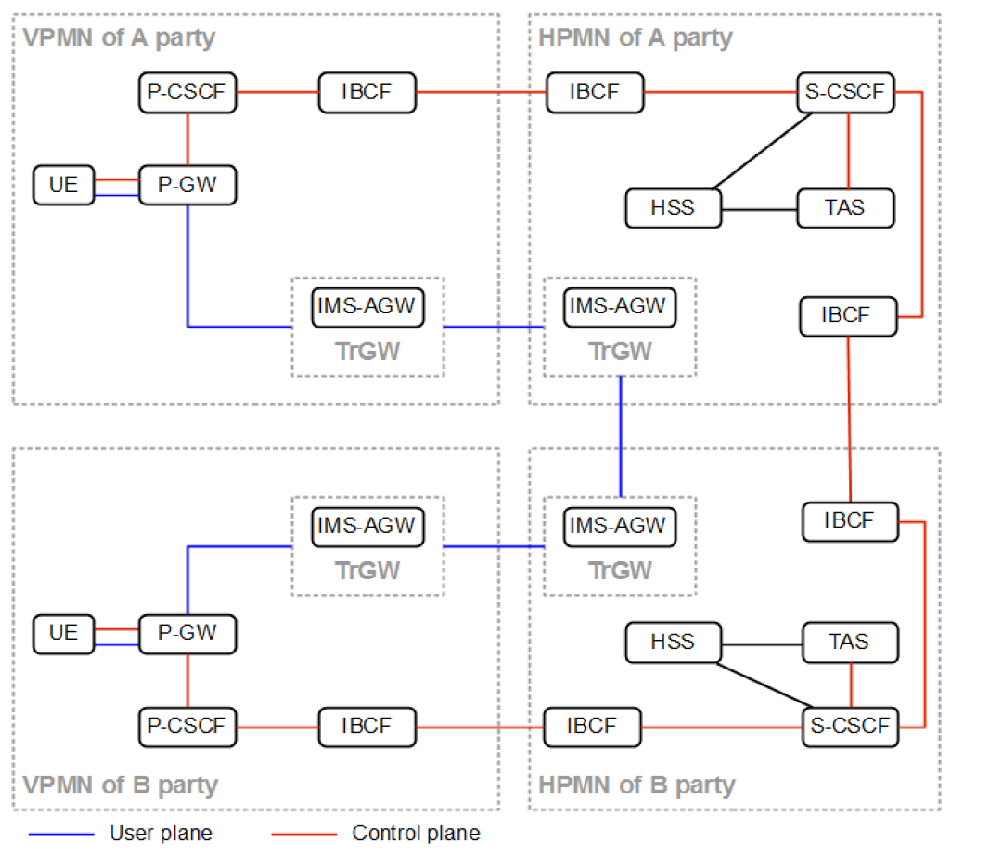 VPMN of A party
HPMN of A party
P-CSCF
IBCF
IBCF
S-CSCF
UE
P-GW
HSS
TAS
IMS-AGW
TrGW
IMS-AGW
TrGW
IBCF
IMS-AGW
TrGW
IMS-AGW
TrGW
IBCF
UE
P-GW
HSS
TAS
P-CSCF
IBCF
IBCF
S-CSCF
VPMN of B party
HPMN of B party
User plane
Control plane